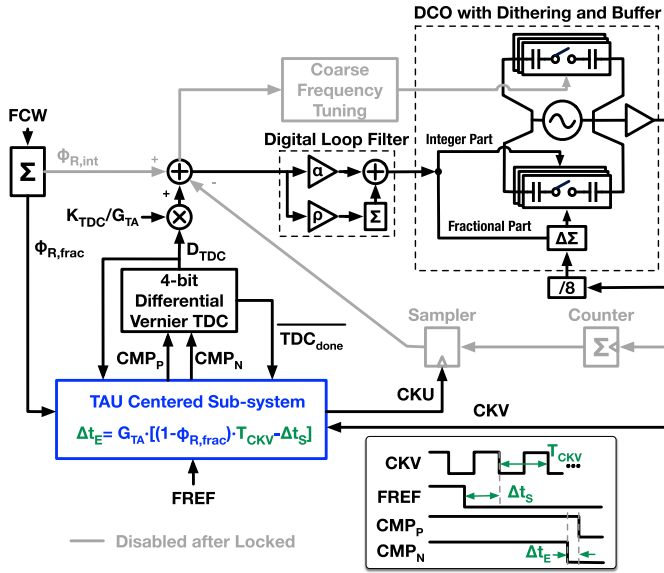 DCO with Dithering and Buffer
Coarse
Frequency
Tuning
FCW
Σ
ΦR,int
+
+
-
+
Digital Loop Filter
α
ρ
+
Σ
Integer Part
Fractional Part
ΔΣ
/8
KTDC/GTA
×
DTDC
ΦR,frac
4-bit
Differential
Vernier TDC
TDCdone
CMPP
CMPN
Sampler
Counter
Σ
TAU Centered Sub-system
ΔtE= GTA·[(1-ΦR,frac)·TCKV-ΔtS]
CKU
CKV
FREF
CKV
TCKV
...
FREF
ΔtS
CMPP
CMPN
ΔtE
Disabled after Locked